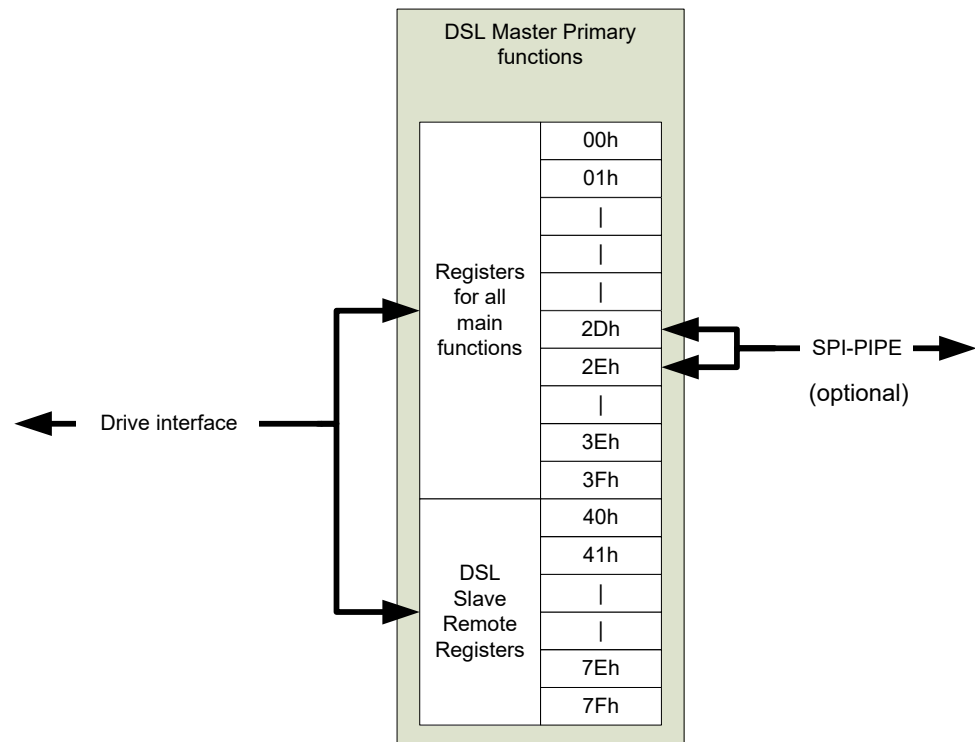 DSL Master Primary
functions
00h
01h
|
|
|
Registers
for all
main
functions
2Dh
2Eh
|
3Eh
3Fh
SPI-PIPE
(optional)
Drive interface
40h
41h
|
|
DSL
Slave
Remote
Registers
7Eh
7Fh